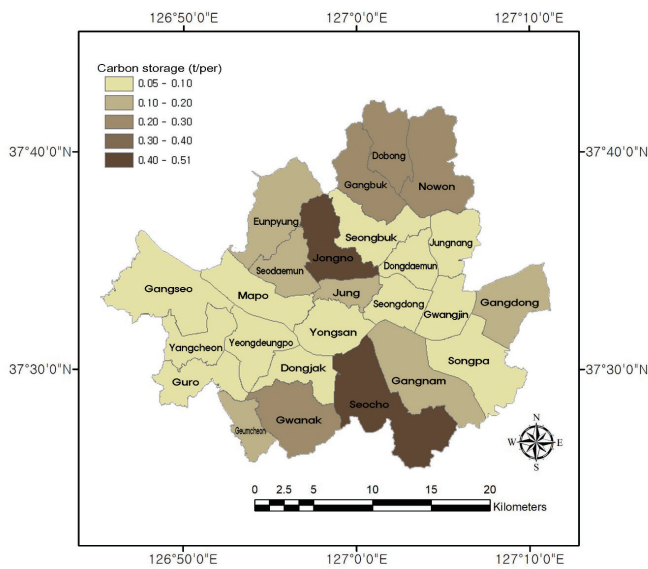 126°50'0"E 127°0'0"E 127°10'0"E
Carbon storage (t/per)
0.05 - 0.10
0.10 - 0.20
0.20 - 0.30
0.30 - 0.40
0.40 - 0.51
37°40'0"N 37°40'0"N
Dobong
Gangbuk Nowon
Eunpyung
Seongbuk Jungnang
Jongno
Seodaemun Dongdaemun
Gangseo Mapo Jung Seongdong Gangdong
Gwangjin
Yongsan
Yangcheon Yeongdeungpo
Songpa
37°30'0"N 37°30'0"N
Guro Dongjak Gangnam
Seocho
Geumcheon Gwanak
N
W E
S
0 2.5 5 10 15 20
Kilometers
126°50'0"E 127°0'0"E 127°10'0"E